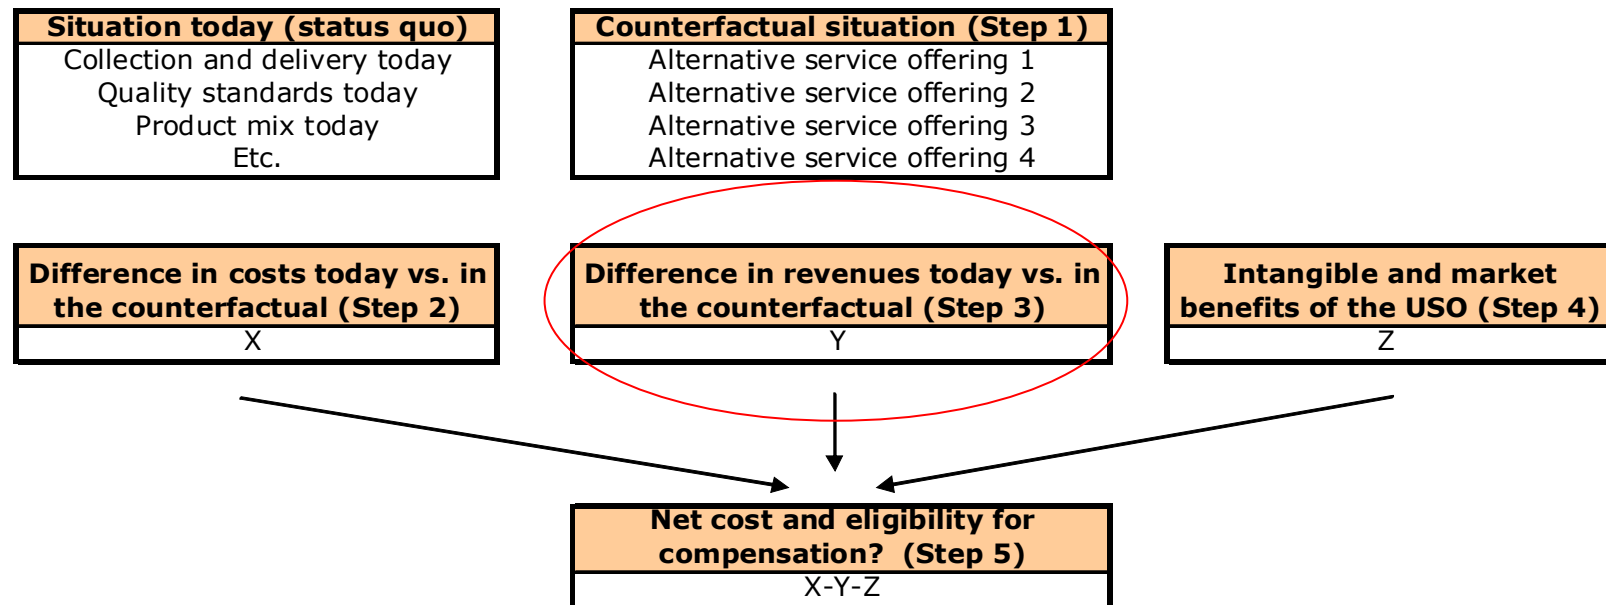 Situation today (status quo)
Collection and delivery today
Quality standards today
Product mix today
Etc.
Counterfactual situation (Step 1)
Alternative service offering 1
Alternative service offering 2
Alternative service offering 3
Alternative service offering 4
Difference in costs today vs. in
the counterfactual (Step 2)
X
Difference in revenues today vs. in
the counterfactual (Step 3)
Y
Intangible and market
benefits of the USO (Step 4)
Z
Net cost and eligibility for
compensation? (Step 5)
X-Y-Z